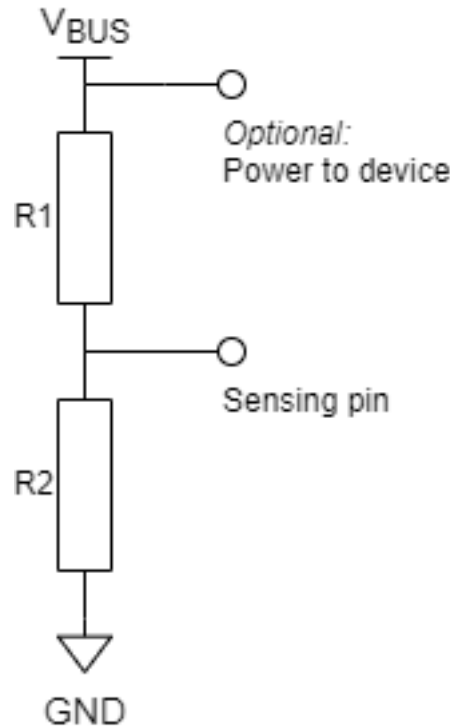 VBUS
Optional:
Power to device
R1
Sensing pin
R2
GND